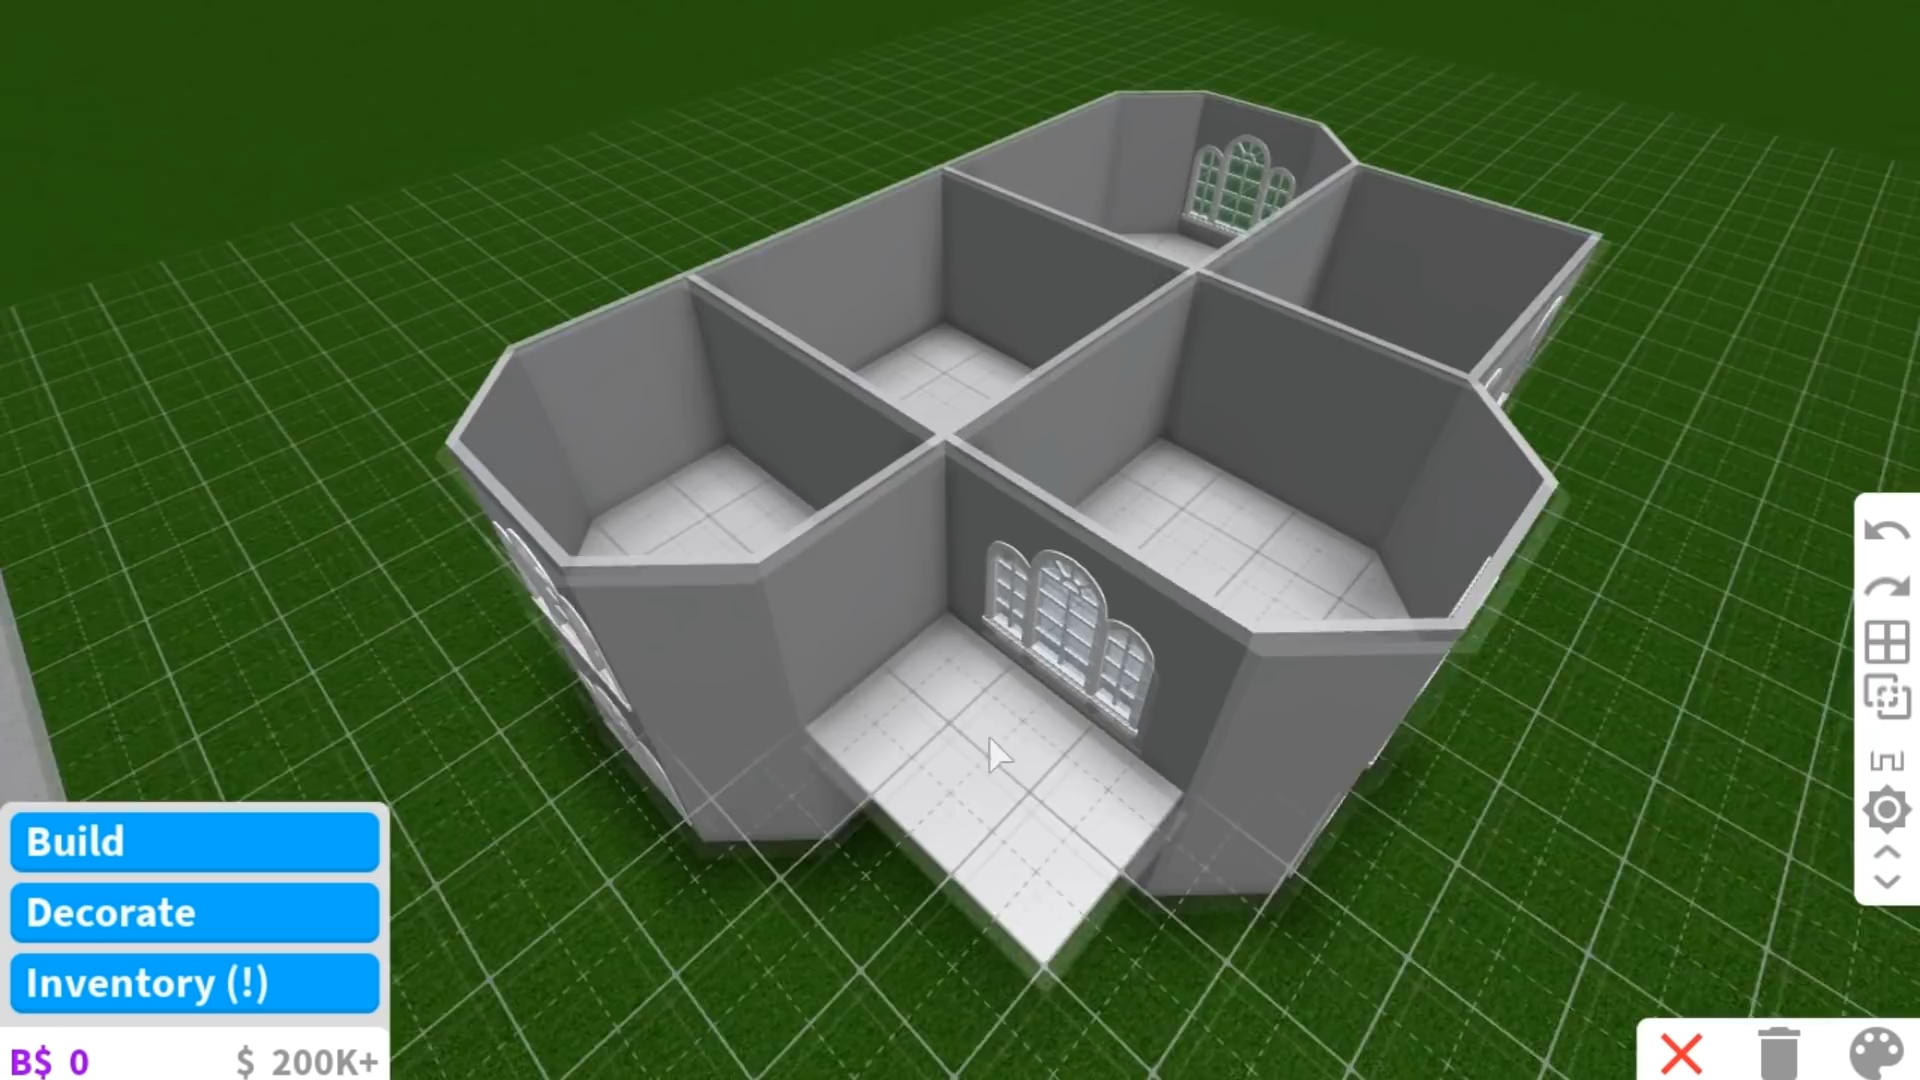 Build
Decorate
Inventory (!)
B$ 0 $ 200K+